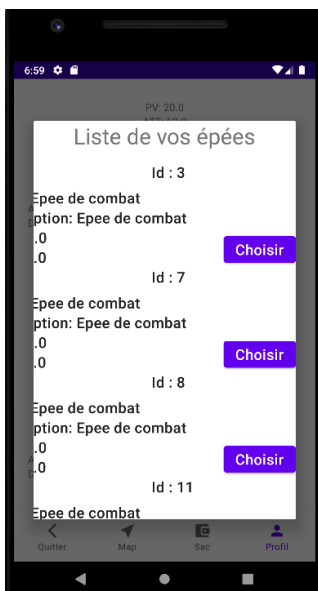 6:59
PV: 20.0
Liste de vos épées
Id : 3
Epee de combat
ption: Epee de combat
.0
.0
Choisir
Id : 7
Epee de combat
ption: Epee de combat
.0
.0
Choisir
Id : 8
Epee de combat
ption: Epee de combat
.0
.0
Choisir
Id : 11
Epee de combat
Quitter
Map
Sac
Profil